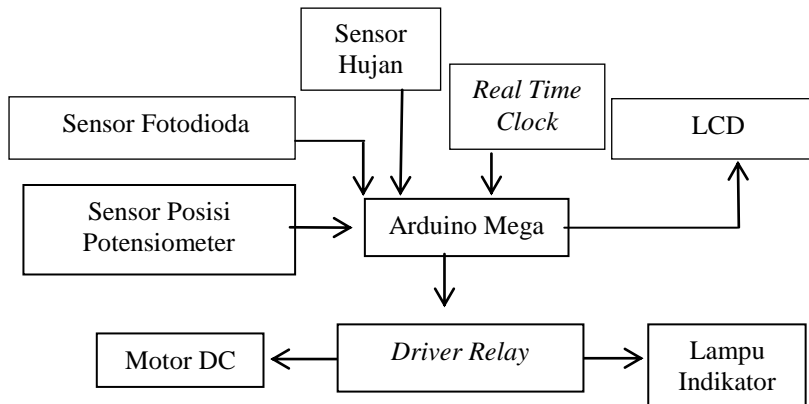 Sensor
Hujan
Real Time
Clock
Sensor Fotodioda
LCD
Sensor Posisi
Potensiometer
Arduino Mega
Motor DC
Driver Relay
Lampu
Indikator